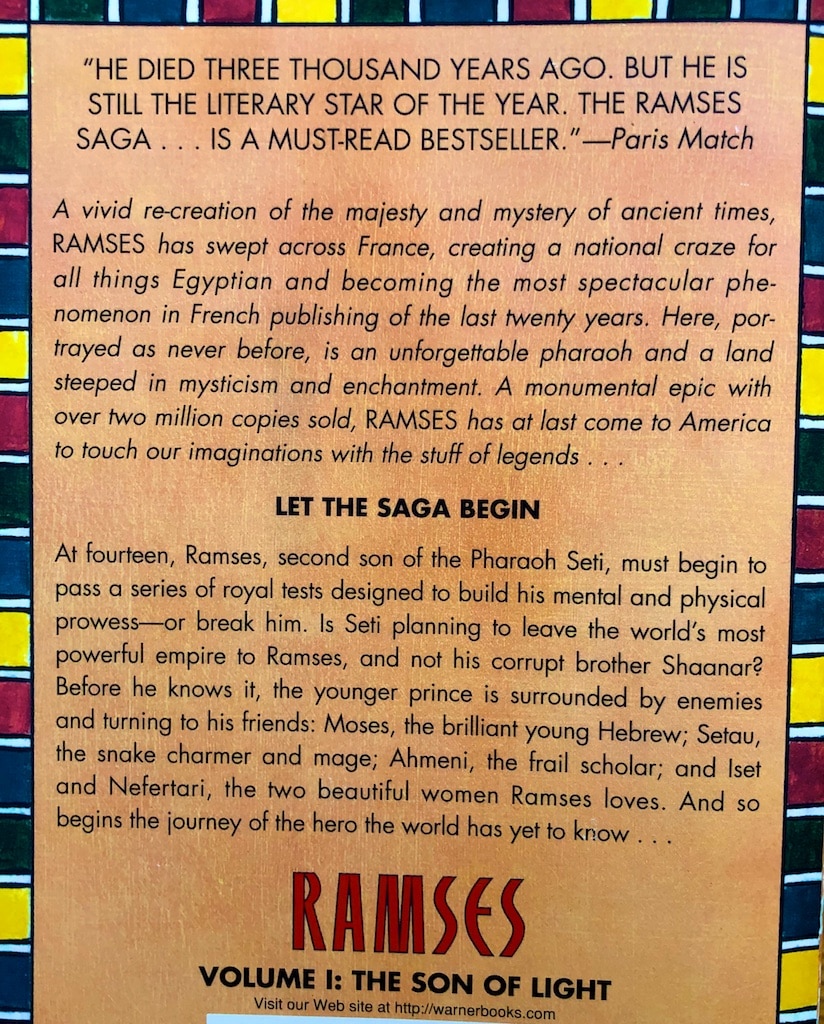 “HE DIED THREE THOUSAND YEARS AGO. BUT HE IS
STILL THE LITERARY STAR OF THE YEAR. THE RAMSES
SAGA . . . IS A MUST-READ BESTSELLER.”—Paris Match
A vivid re-creation of the majesty and mystery of ancient times,
RAMSES has swept across France, creating a national craze for
all things Egyptian and becoming the most spectacular phe-
nomenon in French publishing of the last twenty years. Here, por-
trayed as never before, is an unforgettable pharaoh and a land
steeped in mysticism and enchantment. A monumental epic with
over two million copies sold, RAMSES has at last come to America
to touch our imaginations with the stuff of legends . . .
LET THE SAGA BEGIN
At fourteen, Ramses, second son of the Pharaoh Seti, must begin to
pass a series of royal tests designed to build his mental and physical
prowess—or break him. Is Seti planning to leave the world’s most
powerful empire to Ramses, and not his corrupt brother Shaanar?
Before he knows it, the younger prince is surrounded by enemies
and turning to his friends: Moses, the brilliant young Hebrew; Setau,
the snake charmer and mage; Ahmeni, the frail scholar; and Iset
and Nefertari, the two beautiful women Ramses loves. And so
begins the journey of the hero the world has yet to know . . .
RAMSES
VOLUME I: THE SON OF LIGHT
Visit our Web site at http://warnerbooks.com